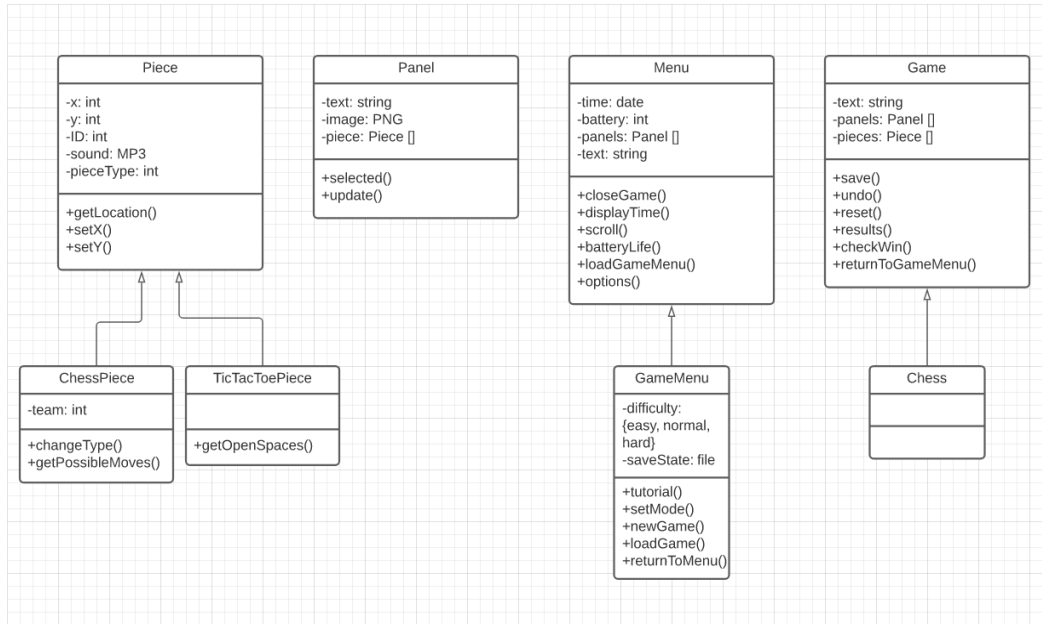 Piece
-x: int
-y: int
-ID: int
-sound: MP3
-pieceType: int
+getLocation()
+setX()
+setY()
Panel
-text: string
-image: PNG
-piece: Piece []
+selected()
+update()
Menu
-time: date
-battery: int
-panels: Panel []
-text: string
+closeGame()
+displayTime()
+scroll()
+batteryLife()
+loadGameMenu()
+options()
Game
-text: string
-panels: Panel []
-pieces: Piece []
+save()
+undo()
+reset()
+results()
+checkWin()
+returnToGameMenu()
ChessPiece
-team: int
+changeType()
+getPossibleMoves()
TicTacToePiece
+getOpenSpaces()
GameMenu
-difficulty:
{easy, normal,
hard}
-saveState: file
+tutorial()
+setMode()
+newGame()
+loadGame()
+returnToMenu()
Chess